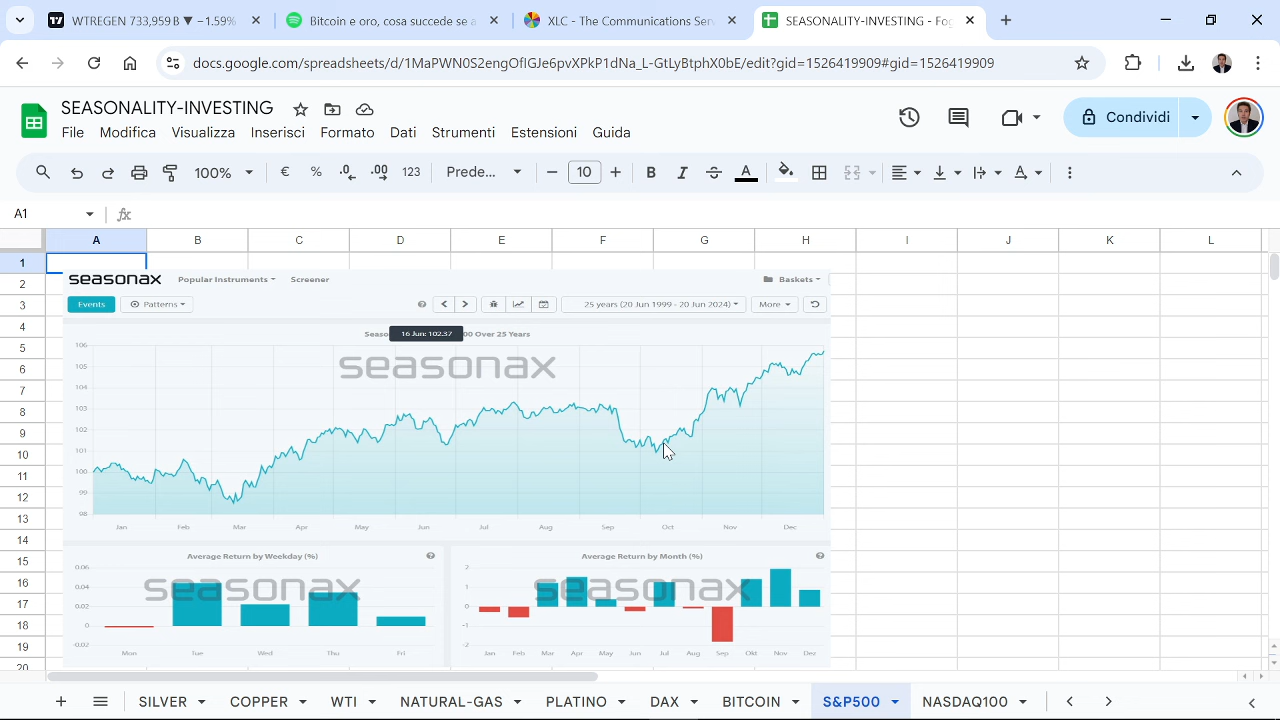 WTREGEN 733,959 B ▼ −1.59%
Bitcoin e oro, cosa succede se a
XLC - The Communications Serv
SEASONALITY-INVESTING - Fog
docs.google.com/spreadsheets/d/1MaPWN0S2engOfIGJe6pvXPkP1dNa_L-GtLyBtphX0bE/edit?gid=1526419909#gid=1526419909
SEASONALITY-INVESTING
File Modifica Visualizza Inserisci Formato Dati Strumenti Estensioni Guida
Condividi
100% € % .0 .00 123 Prede... 10 B I S A
A1 fx
A B C D E F G H I J K L
1
2
3
4
5
6
7
8
9
10
11
12
13
14
15
16
17
18
19
20
seasonax Popular Instruments Screener Baskets
Events Patterns 25 years (20 Jun 1999 - 20 Jun 2024) More
Seaso 16 Jun: 102.37 00 Over 25 Years
seasonax
106
105
104
103
102
101
100
99
98
Jan Feb Mar Apr May Jun Jul Aug Sep Oct Nov Dec
Average Return by Weekday (%)
seasonax
0.06
0.04
0.02
0
-0.02
Mon Tue Wed Thu Fri
Average Return by Month (%)
seasonax
2
1
0
-1
-2
Jan Feb Mar Apr May Jun Jul Aug Sep Okt Nov Dez
SILVER COPPER WTI NATURAL-GAS PLATINO DAX BITCOIN S&P500 NASDAQ100